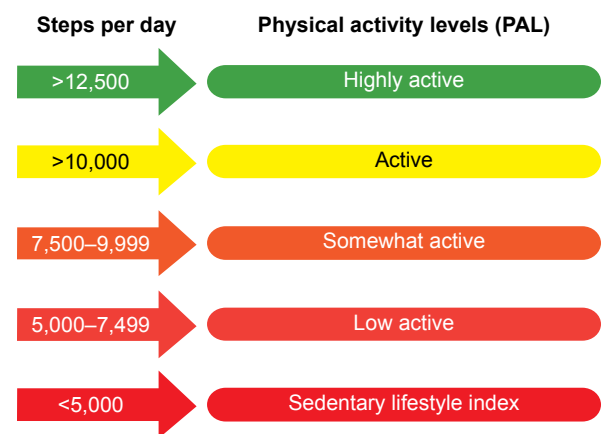 Steps per day Physical activity levels (PAL)
>12,500 Highly active
>10,000 Active
7,500–9,999 Somewhat active
5,000–7,499 Low active
<5,000 Sedentary lifestyle index